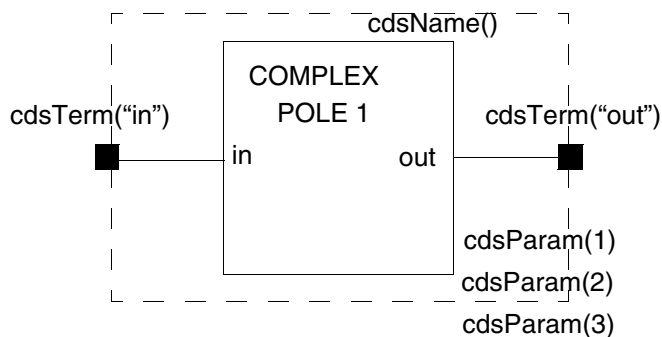 cdsName()
COMPLEX
POLE 1
cdsTerm(“in”)
cdsTerm(“out”)
in
out
cdsParam(1)
cdsParam(2)
cdsParam(3)